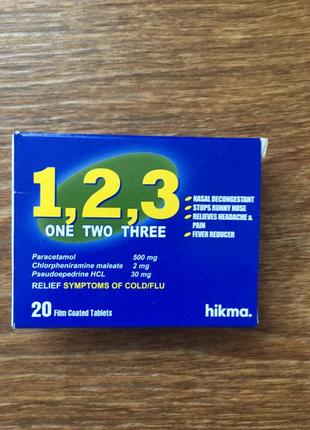 1,2,3
ONE TWO THREE
NASAL DECONGESTANT
STOPS RUNNY NOSE
RELIEVES HEADACHE &
PAIN
FEVER REDUCER
Paracetamol 500 mg
Chlorpheniramine maleate 2 mg
Pseudoepedrine HCL 30 mg
RELIEF SYMPTOMS OF COLD/FLU
20 Film Coated Tablets
hikma.